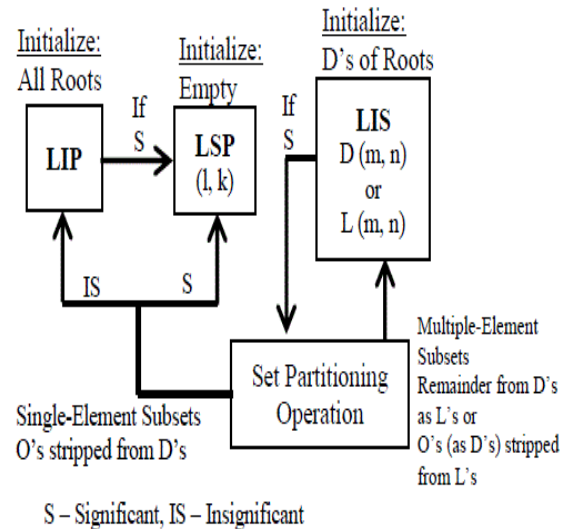 Initialize:
All Roots
Initialize:
Empty
Initialize:
D's of Roots
If
S
If
S
LIP
LSP
(l, k)
LIS
D (m, n)
or
L (m, n)
IS
S
Set Partitioning
Operation
Multiple-Element
Subsets
Remainder from D's
as L's or
O's (as D's) stripped
from L's
Single-Element Subsets
O's stripped from D's
S – Significant, IS – Insignificant